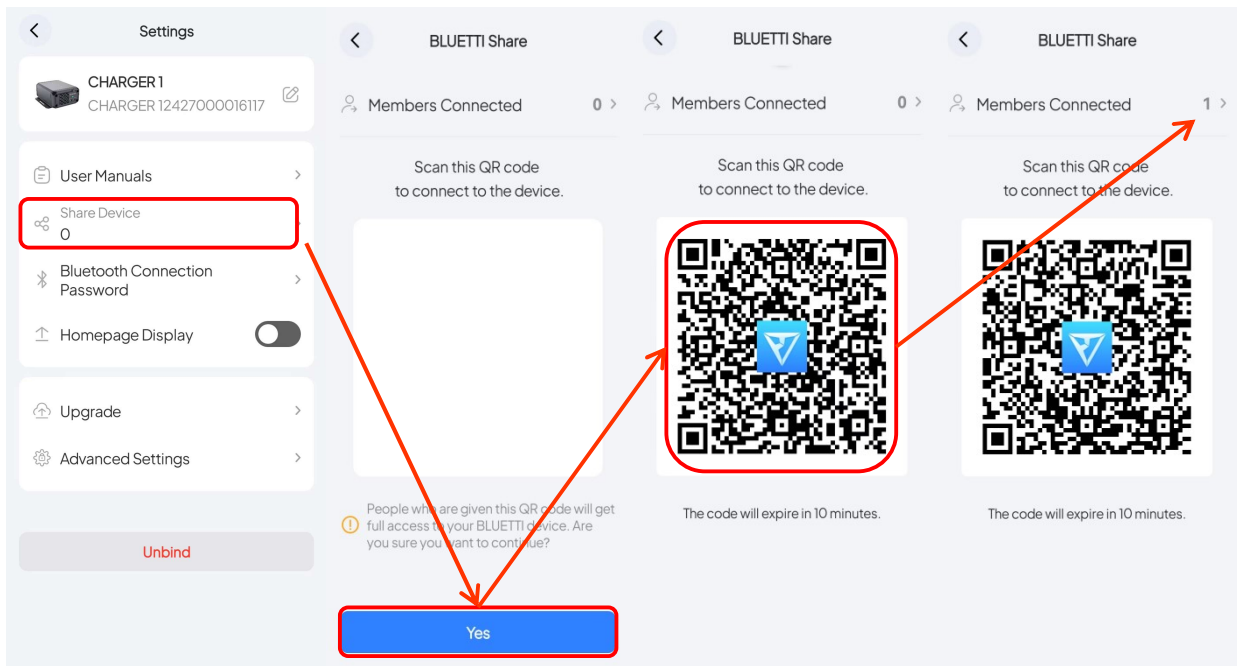 Settings
CHARGER 1
CHARGER 12427000016117
User Manuals
Share Device
0
Bluetooth Connection
Password
Homepage Display
Upgrade
Advanced Settings
Unbind
BLUETTI Share
Members Connected 0
Scan this QR code
to connect to the device.
People who are given this QR code will get
full access to your BLUETTI device. Are
you sure you want to continue?
Yes
BLUETTI Share
Members Connected 0
Scan this QR code
to connect to the device.
The code will expire in 10 minutes.
BLUETTI Share
Members Connected 1
Scan this QR code
to connect to the device.
The code will expire in 10 minutes.